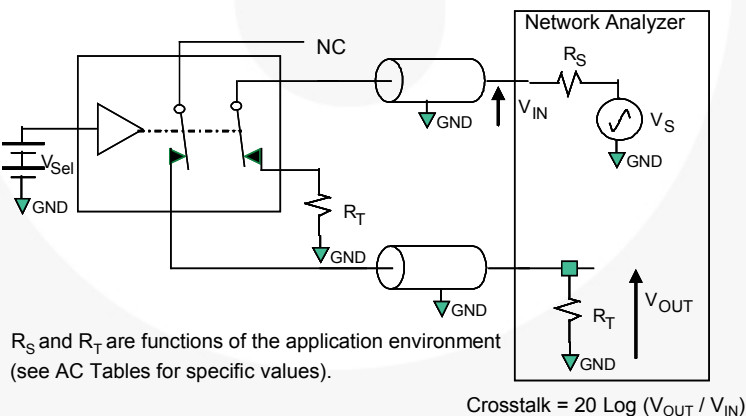 Network Analyzer
NC
R_S
V_IN
V_S
GND
GND
V_Sel
GND
R_T
GND
GND
V_OUT
R_T
GND
R_S and R_T are functions of the application environment
(see AC Tables for specific values).
Crosstalk = 20 Log (V_OUT / V_IN)